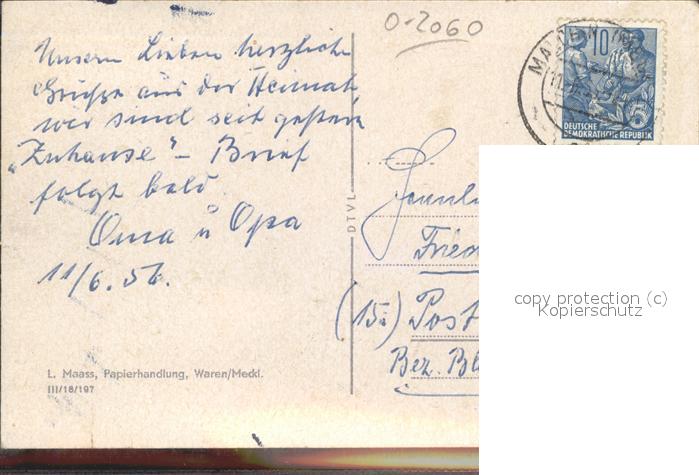 0-2060
Unsern Lieben herzliche
Grüße aus der Heimat,
wir sind seit gestern
„Zuhause“ - Brief
folgt bald
Oma u Opa
11/6.56.
10
5
DEUTSCHE
DEMOKRATISCHE REPUBLIK
DTVL
Fried
(15a) Post
Bez.
L. Maass, Papierhandlung, Waren/Meckl.
III/18/197
copy protection (c)
Kopierschutz